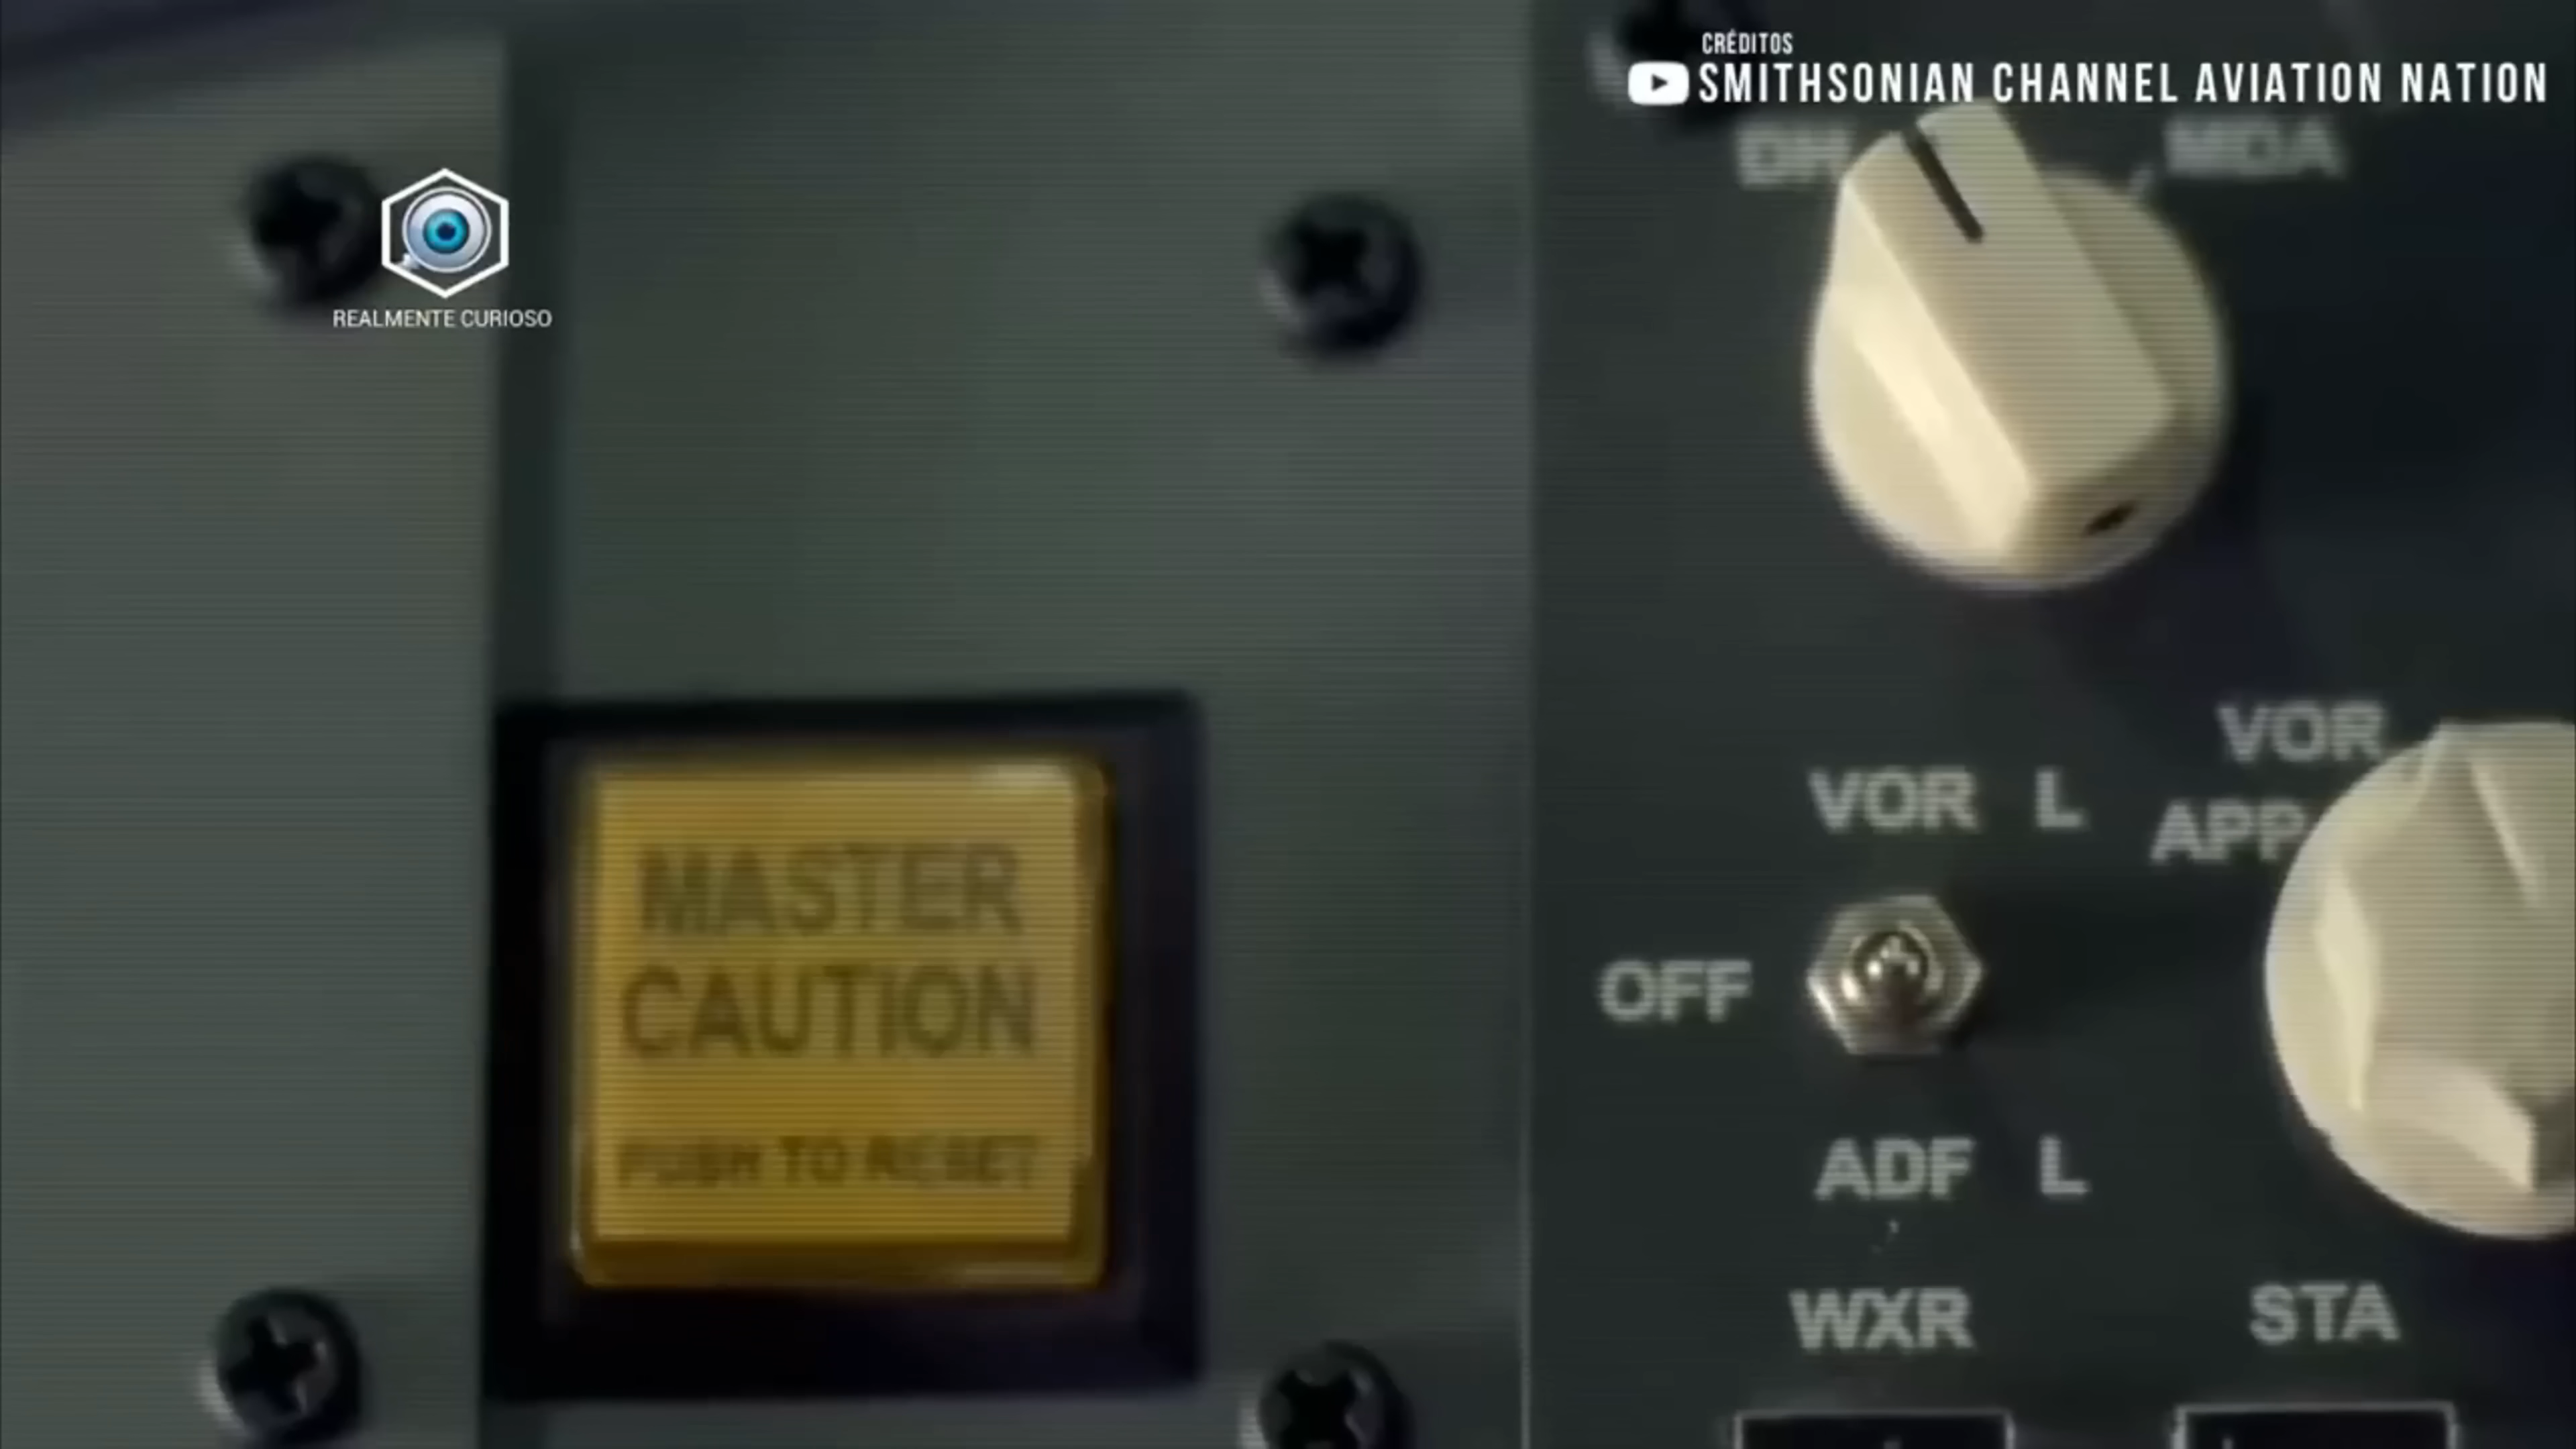 CRÉDITOS
SMITHSONIAN CHANNEL AVIATION NATION
DH
MDA
REALMENTE CURIOSO
VOR
VOR L
APP
MASTER
CAUTION
OFF
PUSH TO RESET
ADF L
WXR
STA